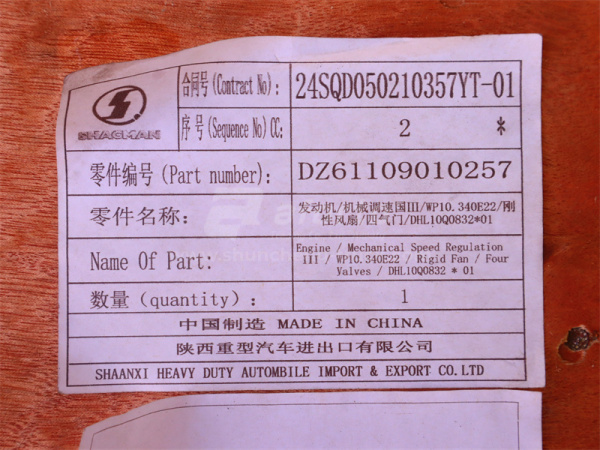 SHACMAN
合同号(Contract No): 24SQD050210357YT-01
序号(Sequence No)CC: 2 *
零件编号(Part number): DZ61109010257
零件名称: 发动机/机械调速国III/WP10.340E22/刚
性风扇/四气门/DHL10Q0832*01
Name Of Part: Engine / Mechanical Speed Regulation
III / WP10.340E22 / Rigid Fan / Four
Valves / DHL10Q0832 * 01
数量(quantity): 1
中国制造 MADE IN CHINA
陕西重型汽车进出口有限公司
SHAANXI HEAVY DUTY AUTOMBILE IMPORT & EXPORT CO.LTD